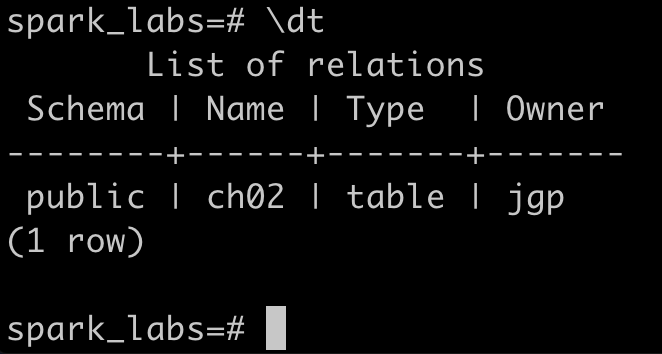 spark_labs=# \dt
List of relations
Schema | Name | Type | Owner
--------+------+-------+-------
public | ch02 | table | jgp
(1 row)
spark_labs=#